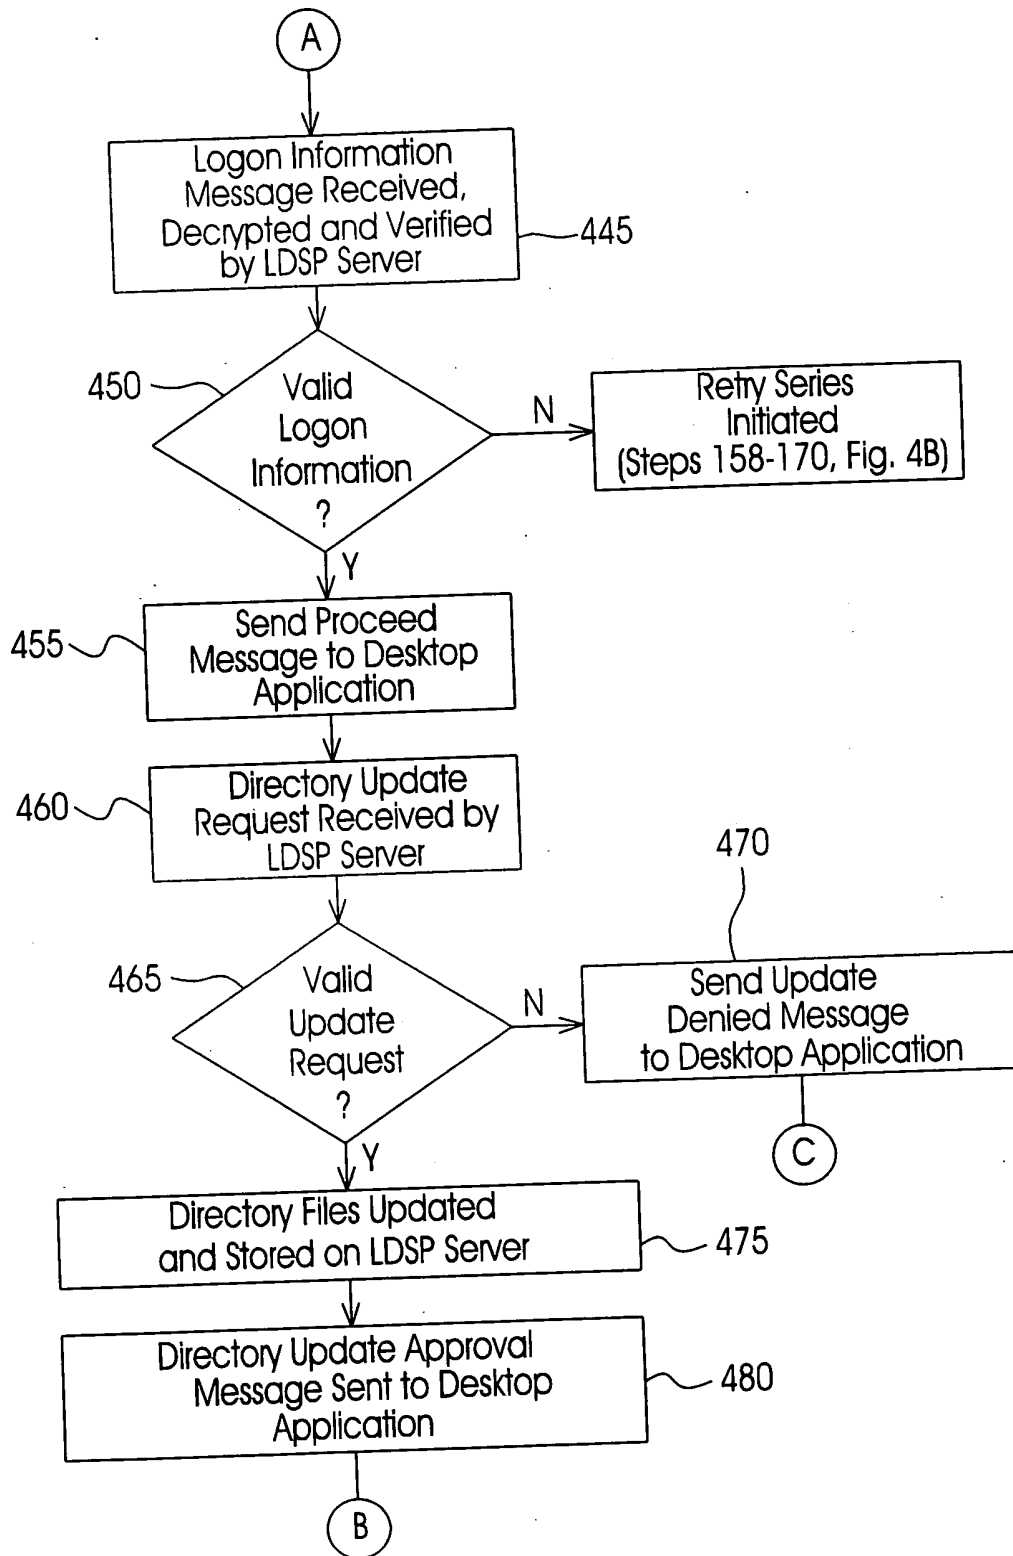 A
Logon Information
Message Received,
Decrypted and Verified
by LDSP Server
445
450
Valid
Logon
Information
?
N
Retry Series
Initiated
(Steps 158-170, Fig. 4B)
Y
455
Send Proceed
Message to Desktop
Application
460
Directory Update
Request Received by
LDSP Server
470
465
Valid
Update
Request
?
N
Send Update
Denied Message
to Desktop Application
C
Y
Directory Files Updated
and Stored on LDSP Server
475
Directory Update Approval
Message Sent to Desktop
Application
480
B